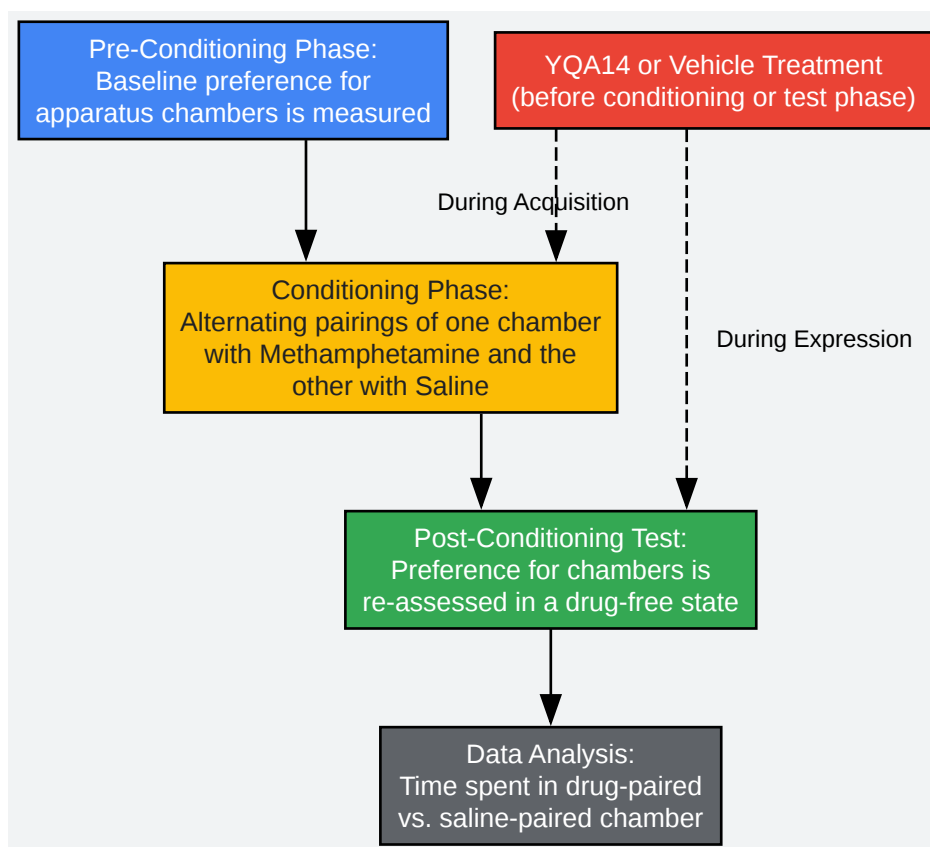 Pre-Conditioning Phase:
Baseline preference for
apparatus chambers is measured
YQA14 or Vehicle Treatment
(before conditioning or test phase)
During Acquisition
Conditioning Phase:
Alternating pairings of one chamber
with Methamphetamine and the
other with Saline
During Expression
Post-Conditioning Test:
Preference for chambers is
re-assessed in a drug-free state
Data Analysis:
Time spent in drug-paired
vs. saline-paired chamber